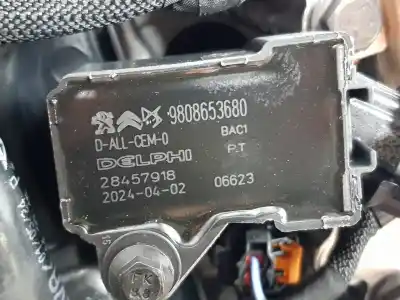 9808653680
D-ALL-CEM-0 BAC1
DELPHI P.T
28457918
2024-04-02 06623